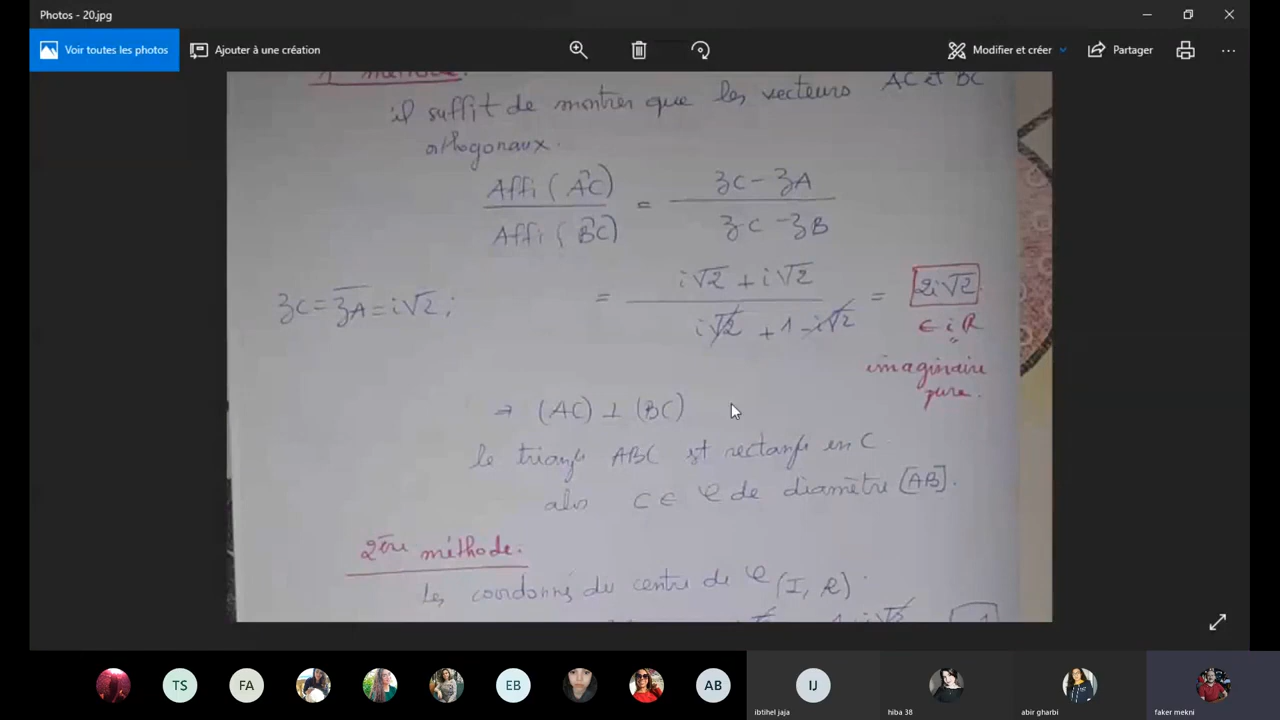 Photos - 20.jpg
Voir toutes les photos
Ajouter à une création
Modifier et créer
Partager
1 méthode.
il suffit de montrer que les vecteurs AC et BC
orthogonaux.
Affi (AC) / Affi (BC) = zC - zA / zC - zB
zC = z̄A = i√2 ; = i√2 + i√2 / i√2 + 1 - i√2 = 2i√2
∈ iR
imaginaire
pure.
→ (AC) ⊥ (BC)
le triangle ABC est rectangle en C
alors C ∈ 𝒞 de diamètre [AB].
2ère méthode.
Les coordonnés du centre de 𝒞 (I, R)
TS
FA
EB
AB
IJ
ibtihel jaja
hiba 38
abir gharbi
faker mekni